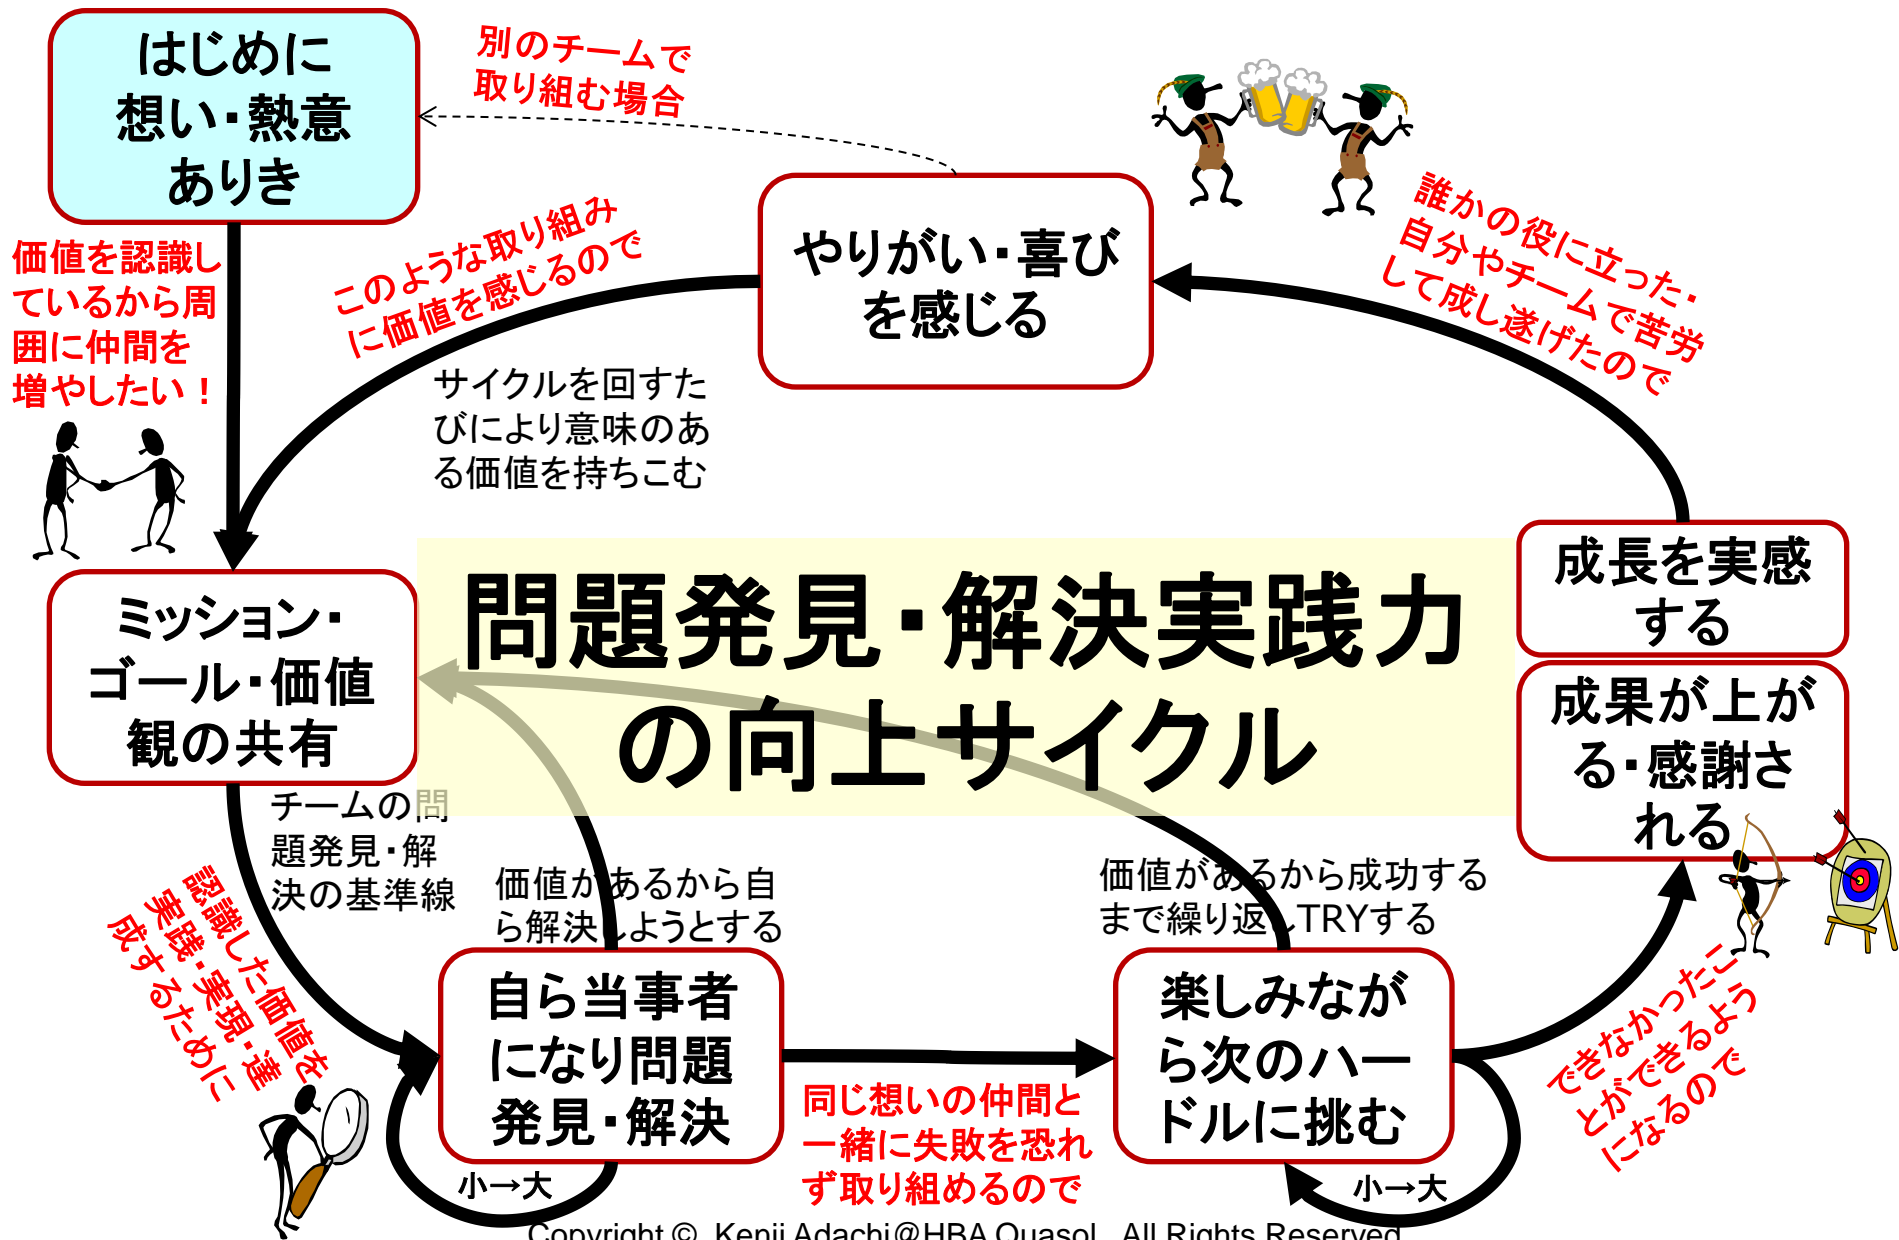 はじめに
想い・熱意
ありき
別のチームで
取り組む場合
価値を認識し
ているから周
囲に仲間を
増やしたい！
このような取り組み
に価値を感じるので
やりがい・喜び
を感じる
誰かの役に立った・
自分やチームで苦労
して成し遂げたので
サイクルを回すた
びにより意味のあ
る価値を持ちこむ
問題発見・解決実践力
の向上サイクル
成長を実感
する
成果が上が
る・感謝さ
れる
ミッション・
ゴール・価値
観の共有
チームの問
題発見・解
決の基準線
認識した価値を
実践・実現・達
成するために
価値があるから自
ら解決しようとする
価値があるから成功する
まで繰り返しTRYする
自ら当事者
になり問題
発見・解決
小→大
同じ想いの仲間と
一緒に失敗を恐れ
ず取り組めるので
楽しみなが
ら次のハー
ドルに挑む
小→大
できなかったこ
とができるよう
になるので
Copyright © Kenji Adachi@HBA Quasol, All Rights Reserved